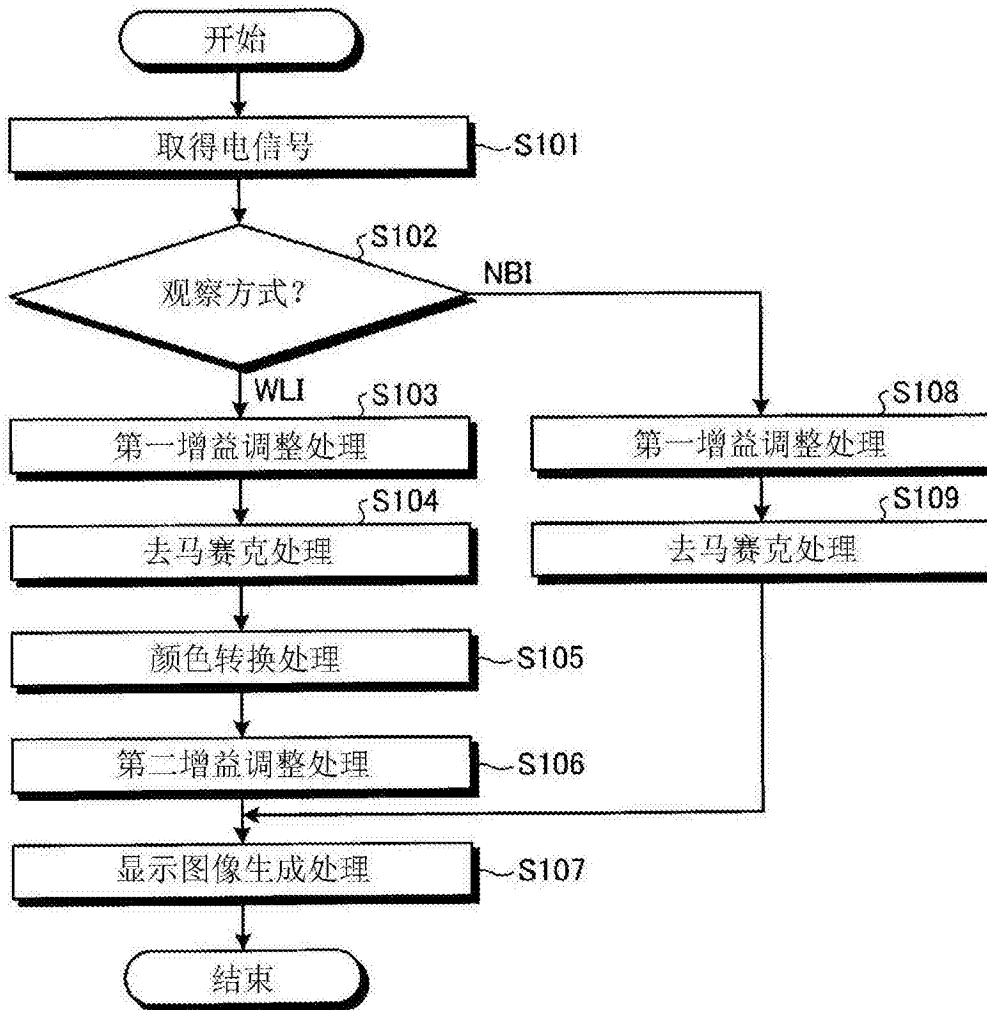 开始
取得电信号
S101
S102
观察方式?
NBI
WLI
S103
第一增益调整处理
S108
第一增益调整处理
S104
去马赛克处理
S109
去马赛克处理
颜色转换处理
S105
第二增益调整处理
S106
显示图像生成处理
S107
结束